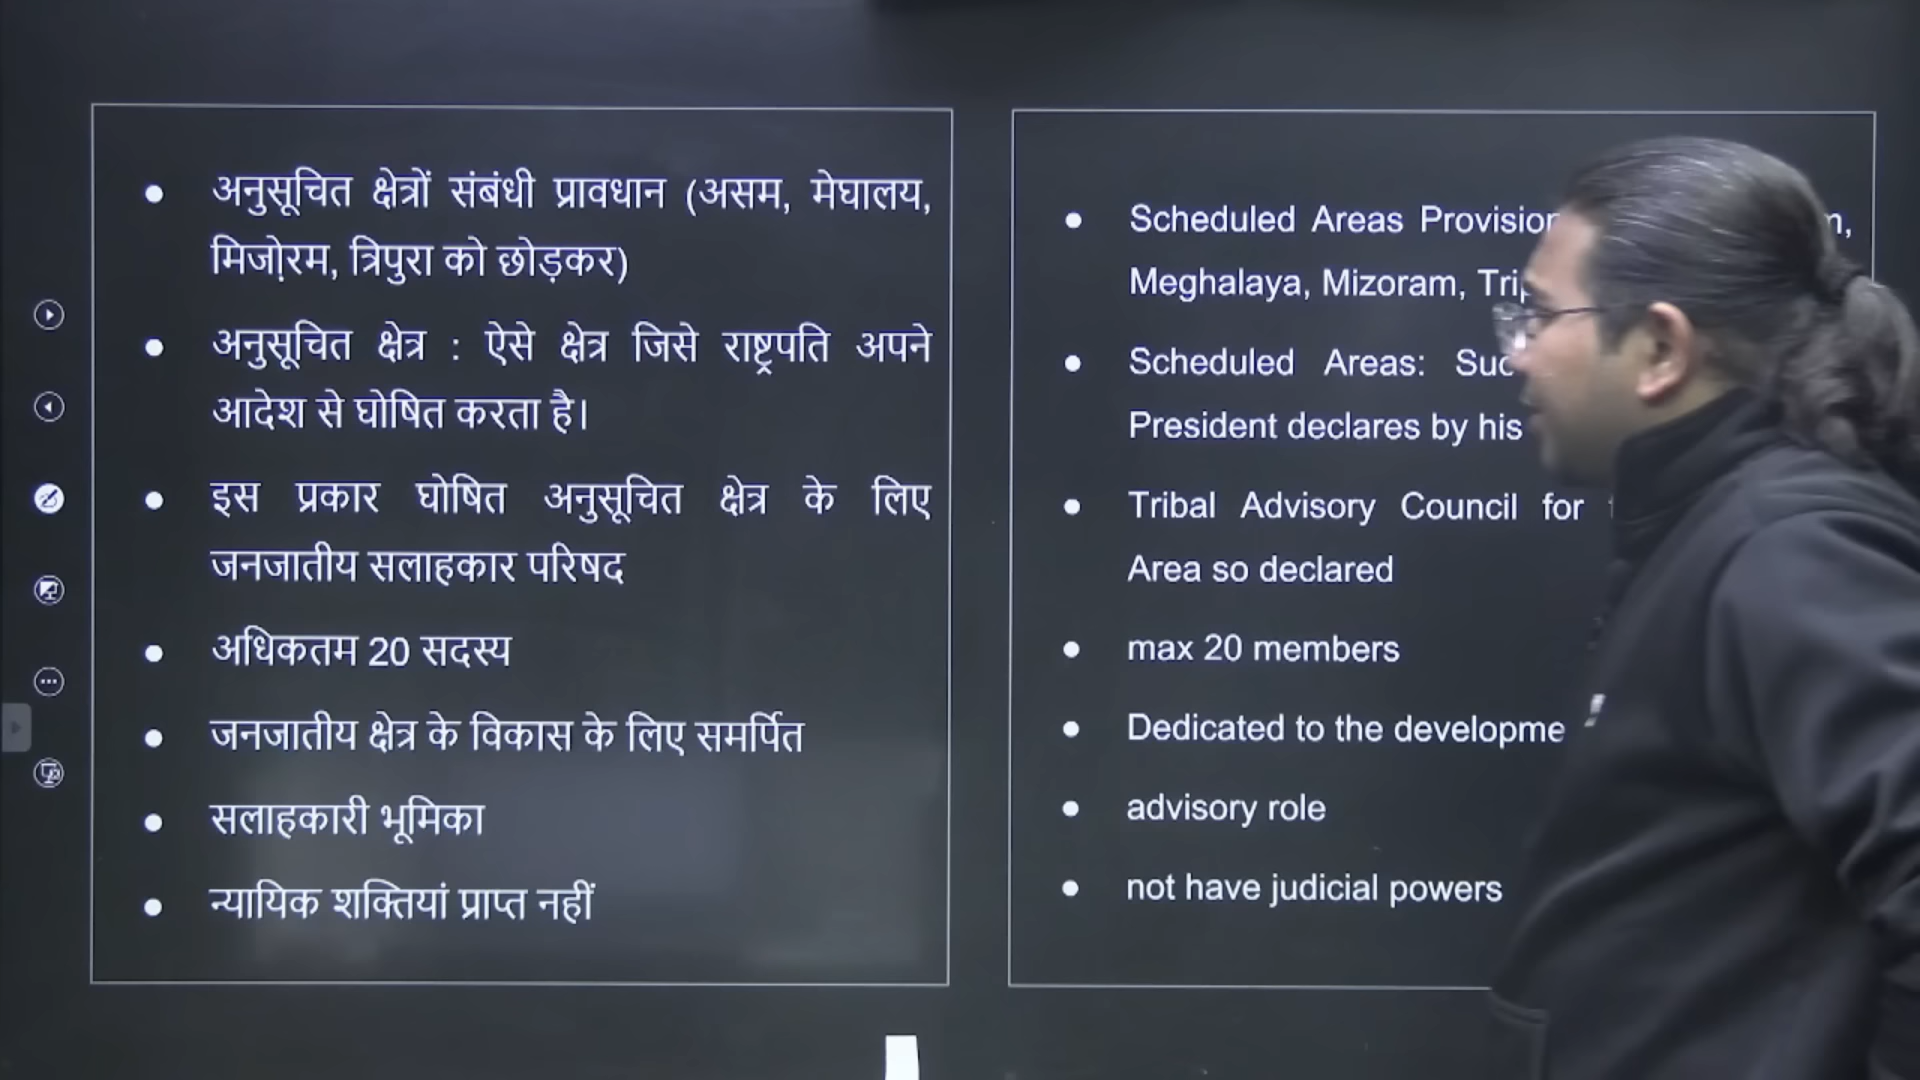 अनुसूचित क्षेत्रों संबंधी प्रावधान (असम, मेघालय,
मिजो़रम, त्रिपुरा को छोड़कर)
अनुसूचित क्षेत्र : ऐसे क्षेत्र जिसे राष्ट्रपति अपने
आदेश से घोषित करता है।
इस प्रकार घोषित अनुसूचित क्षेत्र के लिए
जनजातीय सलाहकार परिषद
अधिकतम 20 सदस्य
जनजातीय क्षेत्र के विकास के लिए समर्पित
सलाहकारी भूमिका
न्यायिक शक्तियां प्राप्त नहीं
Scheduled Areas
Meghalaya, Mizoram,
Scheduled Areas:
President declares by his
Tribal Advisory Council for
Area so declared
max 20 members
Dedicated to the
advisory role
not have judicial powers